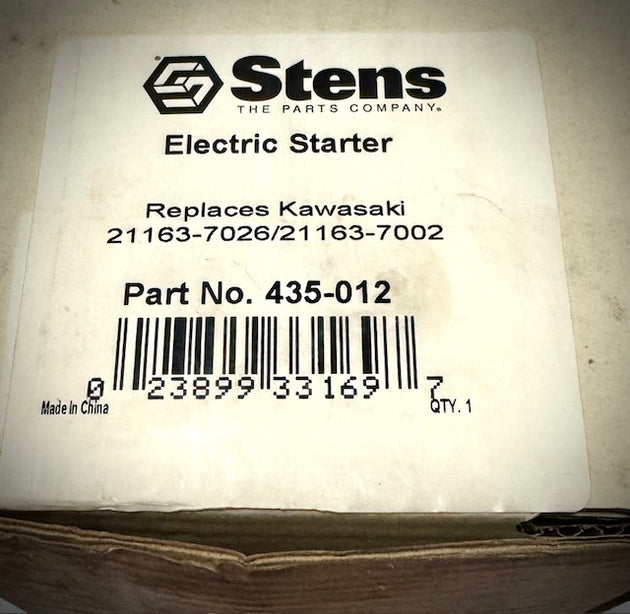 Stens
THE PARTS COMPANY®
Electric Starter
Replaces Kawasaki
21163-7026/21163-7002
Part No. 435-012
0 23899 33169 7
Made In China
QTY. 1